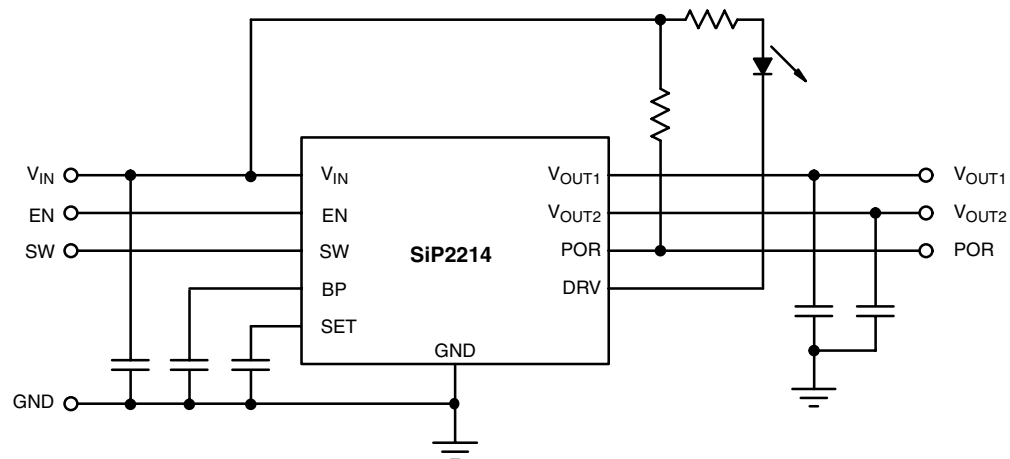 VIN
EN
SW
GND
VIN
EN
SW
BP
SET
SiP2214
GND
VOUT1
VOUT2
POR
DRV
VOUT1
VOUT2
POR